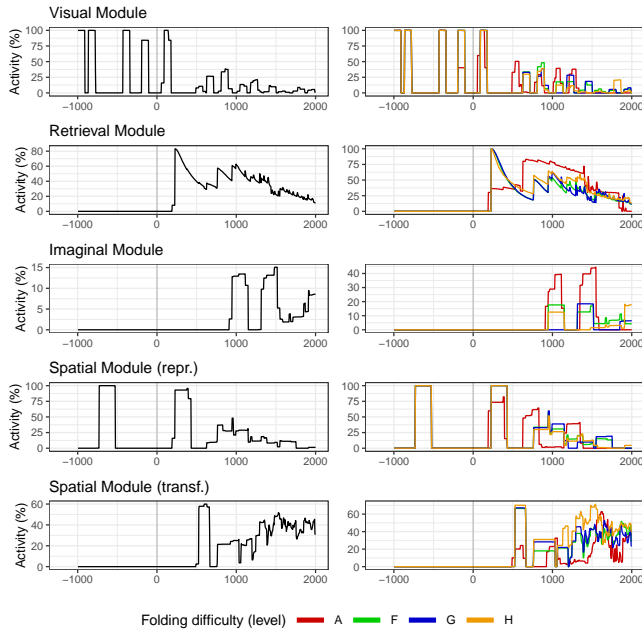 Visual Module
Activity (%)
100
75
50
25
0
−1000 0 1000 2000
100
75
50
25
0
−1000 0 1000 2000
Retrieval Module
Activity (%)
80
60
40
20
0
−1000 0 1000 2000
100
75
50
25
0
−1000 0 1000 2000
Imaginal Module
Activity (%)
15
10
5
0
−1000 0 1000 2000
40
30
20
10
0
−1000 0 1000 2000
Spatial Module (repr.)
Activity (%)
100
75
50
25
0
−1000 0 1000 2000
100
75
50
25
0
−1000 0 1000 2000
Spatial Module (transf.)
Activity (%)
60
40
20
0
−1000 0 1000 2000
60
40
20
0
−1000 0 1000 2000
Folding difficulty (level) A F G H